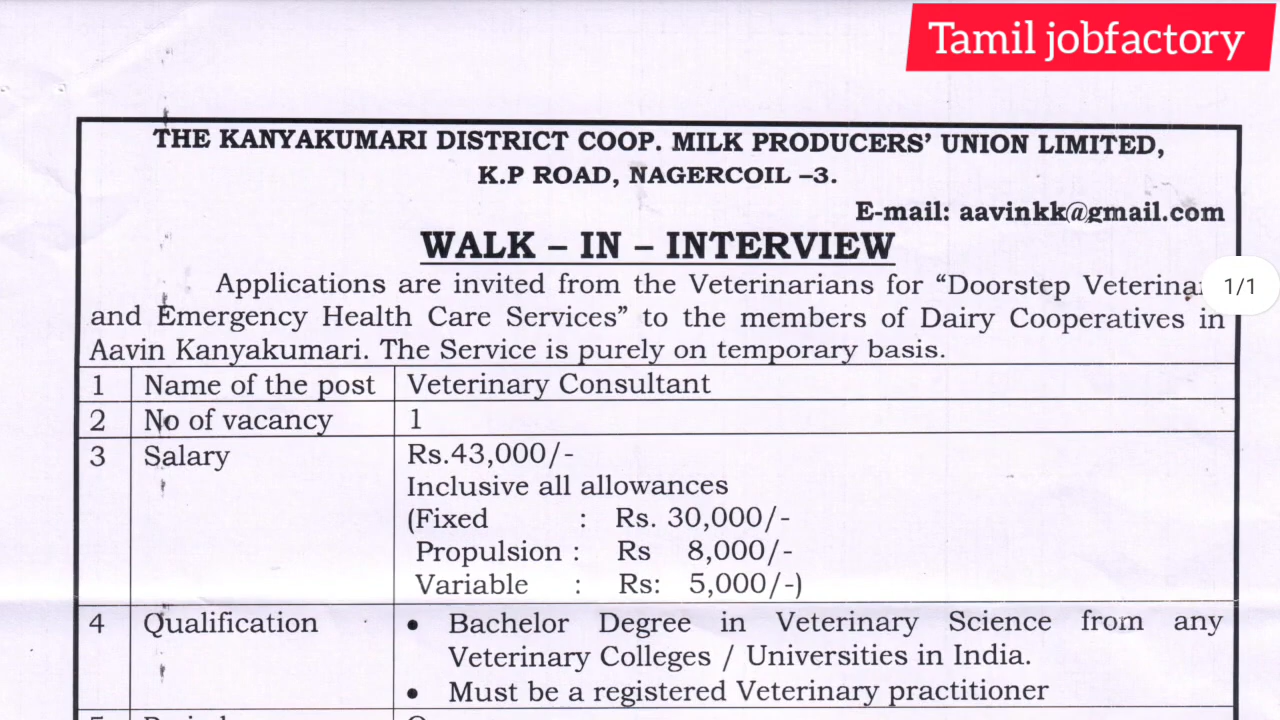 Tamil jobfactory
THE KANYAKUMARI DISTRICT COOP. MILK PRODUCERS' UNION LIMITED,
K.P ROAD, NAGERCOIL –3.
E-mail: aavinkk@gmail.com
WALK – IN – INTERVIEW
Applications are invited from the Veterinarians for “Doorstep
1/1
and Emergency Health Care Services” to the members of Dairy Cooperatives in
Aavin Kanyakumari. The Service is purely on temporary basis.
1 Name of the post Veterinary Consultant
2 No of vacancy 1
3 Salary Rs.43,000/-
Inclusive all allowances
(Fixed : Rs. 30,000/-
Propulsion : Rs 8,000/-
Variable : Rs: 5,000/-)
4 Qualification • Bachelor Degree in Veterinary Science from any
Veterinary Colleges / Universities in India.
• Must be a registered Veterinary practitioner